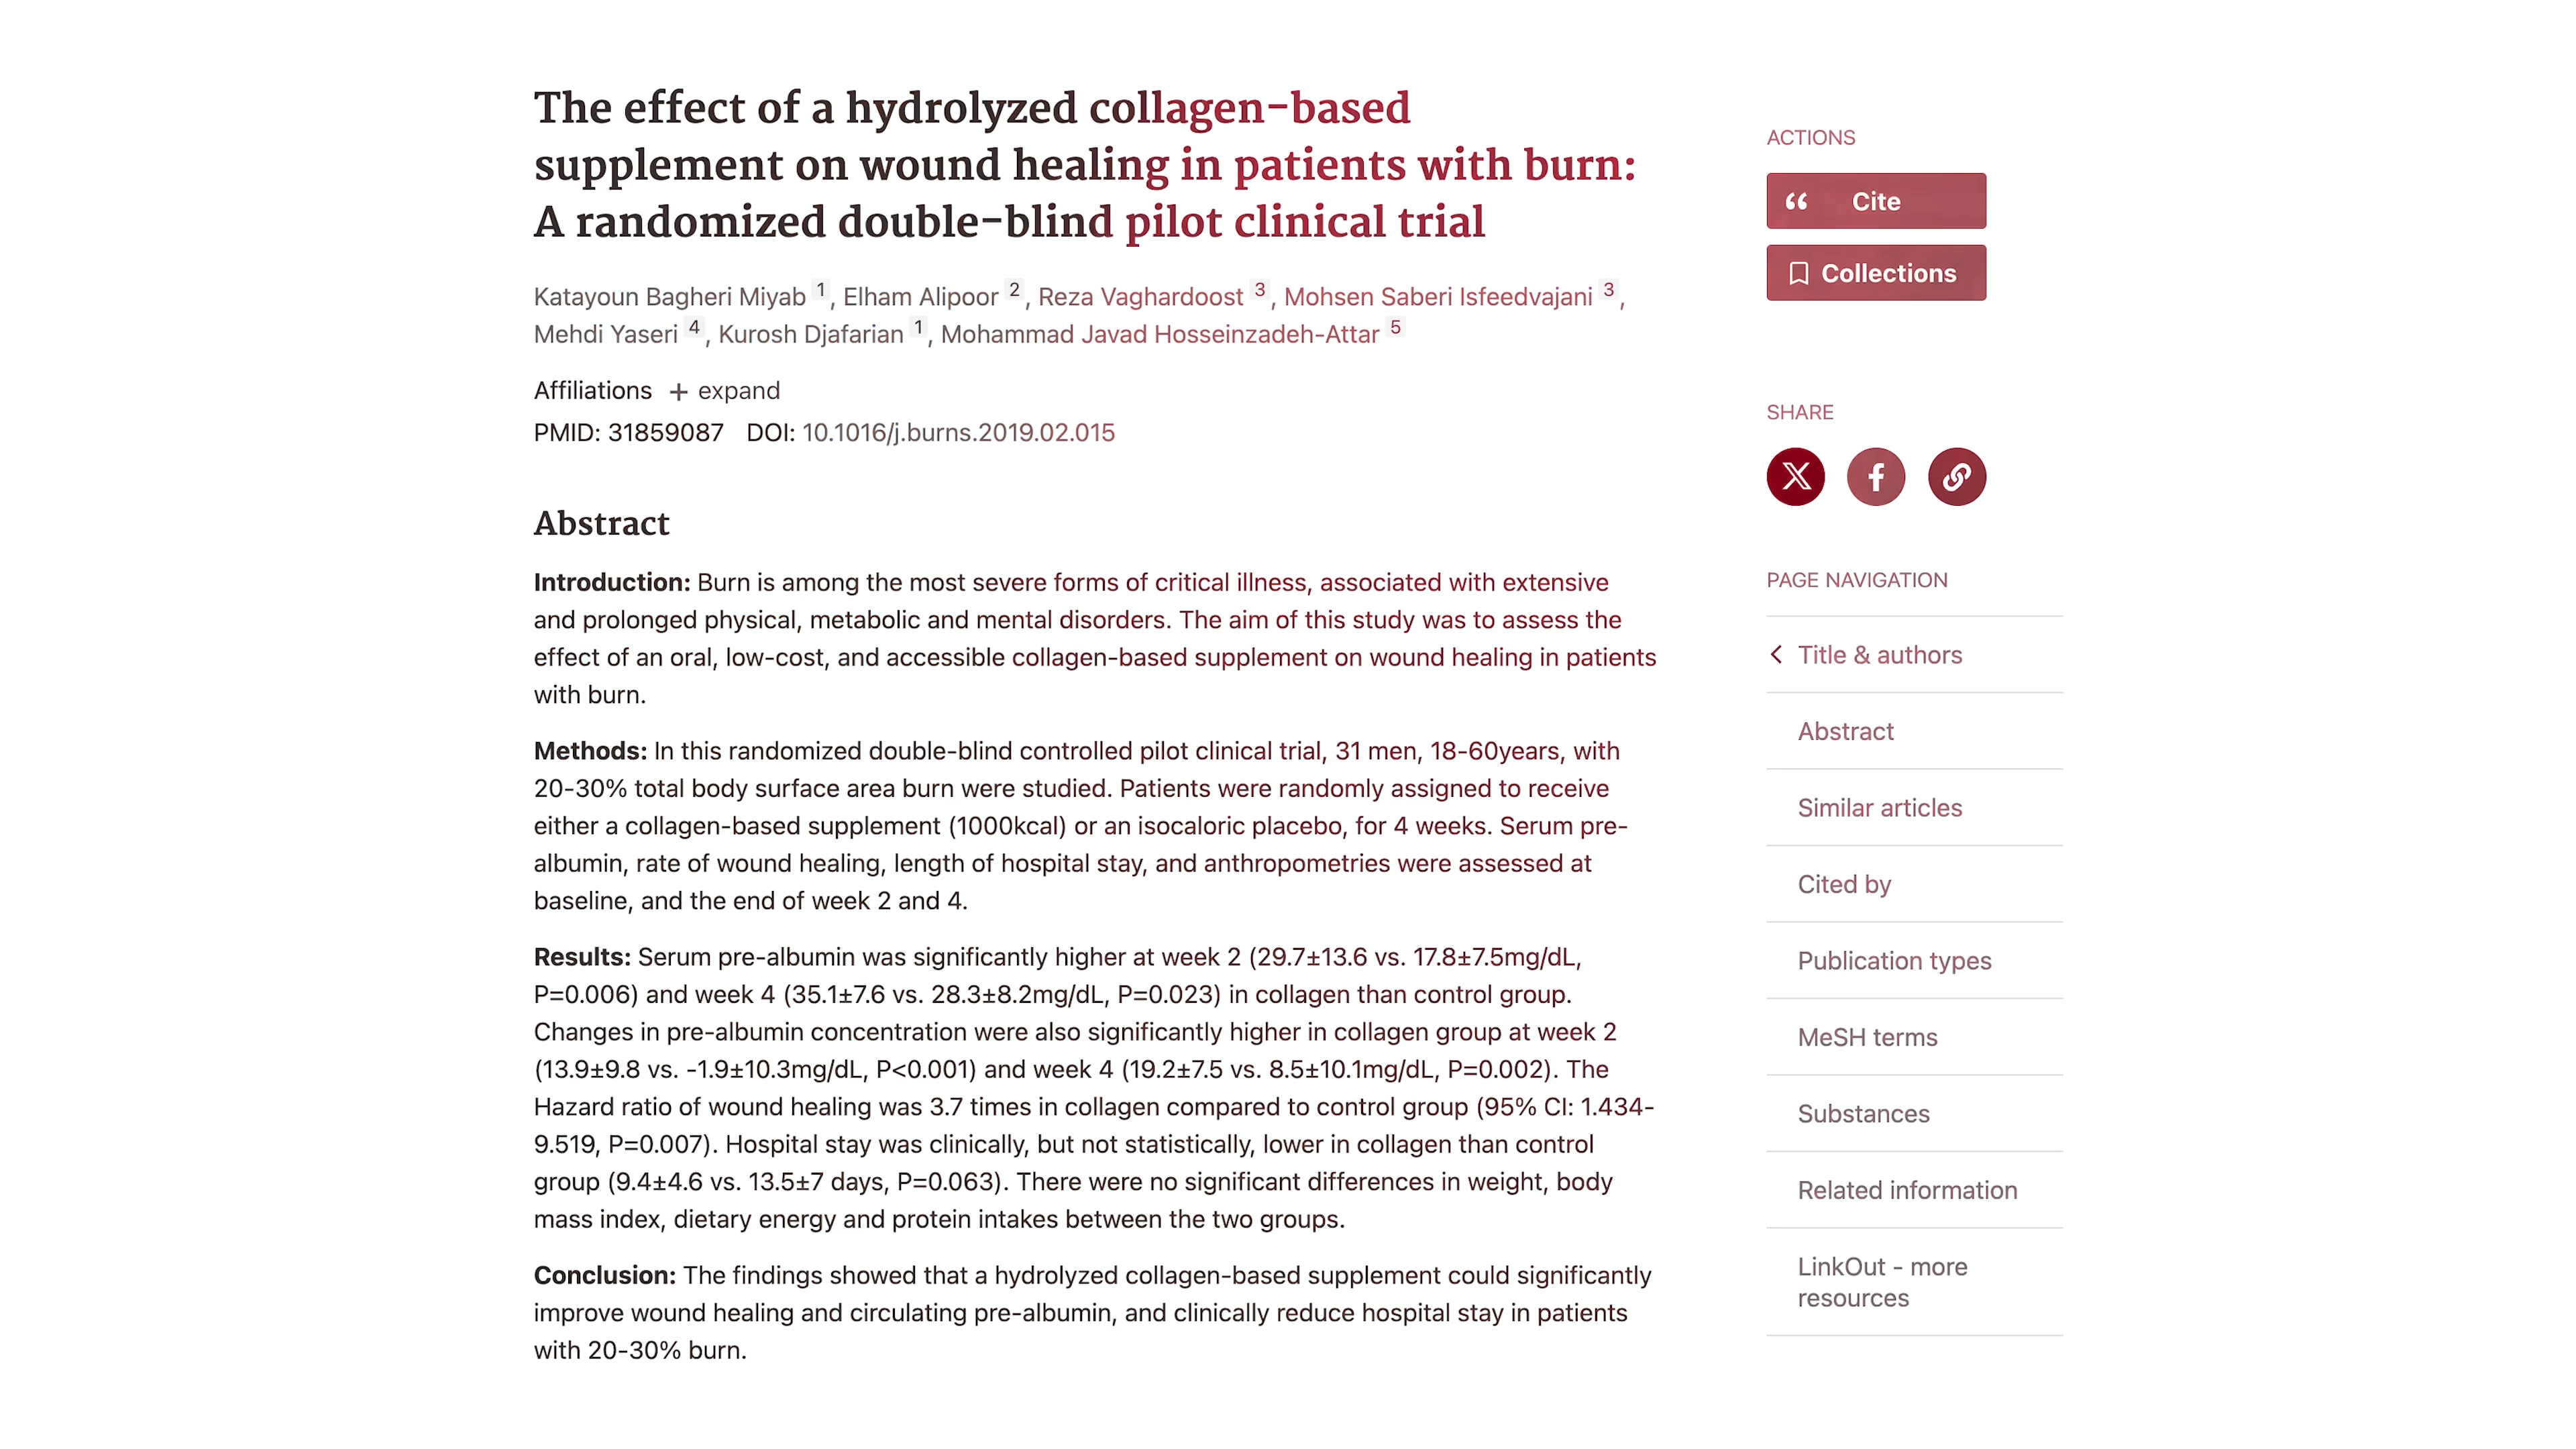 The effect of a hydrolyzed collagen-based
supplement on wound healing in patients with burn:
A randomized double-blind pilot clinical trial
Katayoun Bagheri Miyab 1, Elham Alipoor 2, Reza Vaghardoost 3, Mohsen Saberi Isfeedvajani 3,
Mehdi Yaseri 4, Kurosh Djafarian 1, Mohammad Javad Hosseinzadeh-Attar 5
Affiliations + expand
PMID: 31859087 DOI: 10.1016/j.burns.2019.02.015
Abstract
Introduction: Burn is among the most severe forms of critical illness, associated with extensive
and prolonged physical, metabolic and mental disorders. The aim of this study was to assess the
effect of an oral, low-cost, and accessible collagen-based supplement on wound healing in patients
with burn.
Methods: In this randomized double-blind controlled pilot clinical trial, 31 men, 18-60years, with
20-30% total body surface area burn were studied. Patients were randomly assigned to receive
either a collagen-based supplement (1000kcal) or an isocaloric placebo, for 4 weeks. Serum pre-
albumin, rate of wound healing, length of hospital stay, and anthropometries were assessed at
baseline, and the end of week 2 and 4.
Results: Serum pre-albumin was significantly higher at week 2 (29.7±13.6 vs. 17.8±7.5mg/dL,
P=0.006) and week 4 (35.1±7.6 vs. 28.3±8.2mg/dL, P=0.023) in collagen than control group.
Changes in pre-albumin concentration were also significantly higher in collagen group at week 2
(13.9±9.8 vs. -1.9±10.3mg/dL, P<0.001) and week 4 (19.2±7.5 vs. 8.5±10.1mg/dL, P=0.002). The
Hazard ratio of wound healing was 3.7 times in collagen compared to control group (95% CI: 1.434-
9.519, P=0.007). Hospital stay was clinically, but not statistically, lower in collagen than control
group (9.4±4.6 vs. 13.5±7 days, P=0.063). There were no significant differences in weight, body
mass index, dietary energy and protein intakes between the two groups.
Conclusion: The findings showed that a hydrolyzed collagen-based supplement could significantly
improve wound healing and circulating pre-albumin, and clinically reduce hospital stay in patients
with 20-30% burn.
ACTIONS
Cite
Collections
SHARE
PAGE NAVIGATION
Title & authors
Abstract
Similar articles
Cited by
Publication types
MeSH terms
Substances
Related information
LinkOut - more
resources